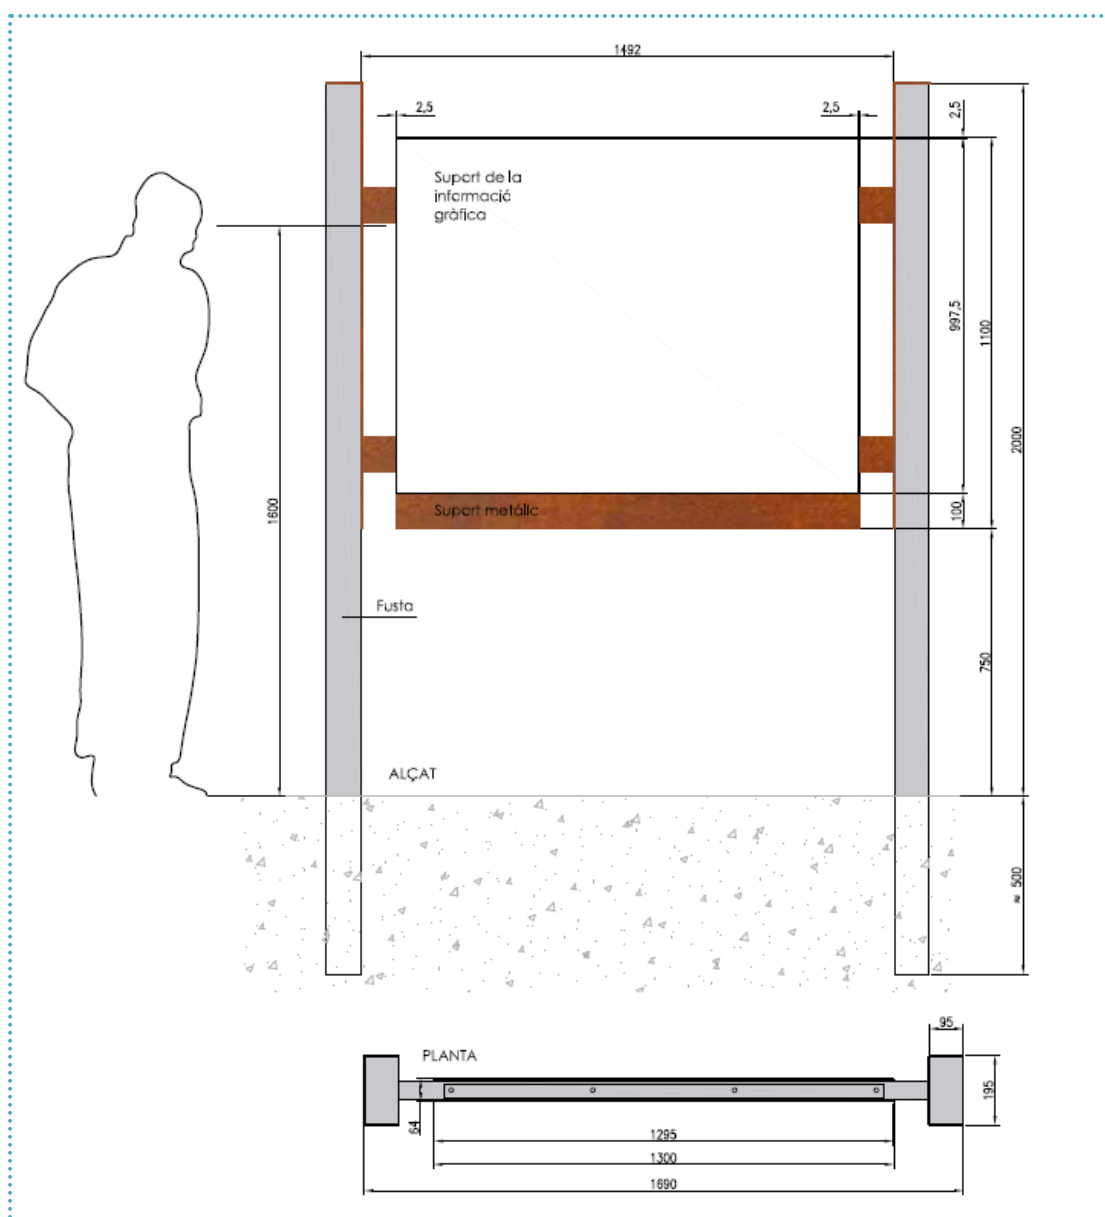 1492
2,5
2,5
2,5
Suport de la
informació
gràfica
997,5
1100
2000
1600
Suport metálic
100
Fusta
750
ALÇAT
≈ 500
95
PLANTA
195
64
1295
1300
1690